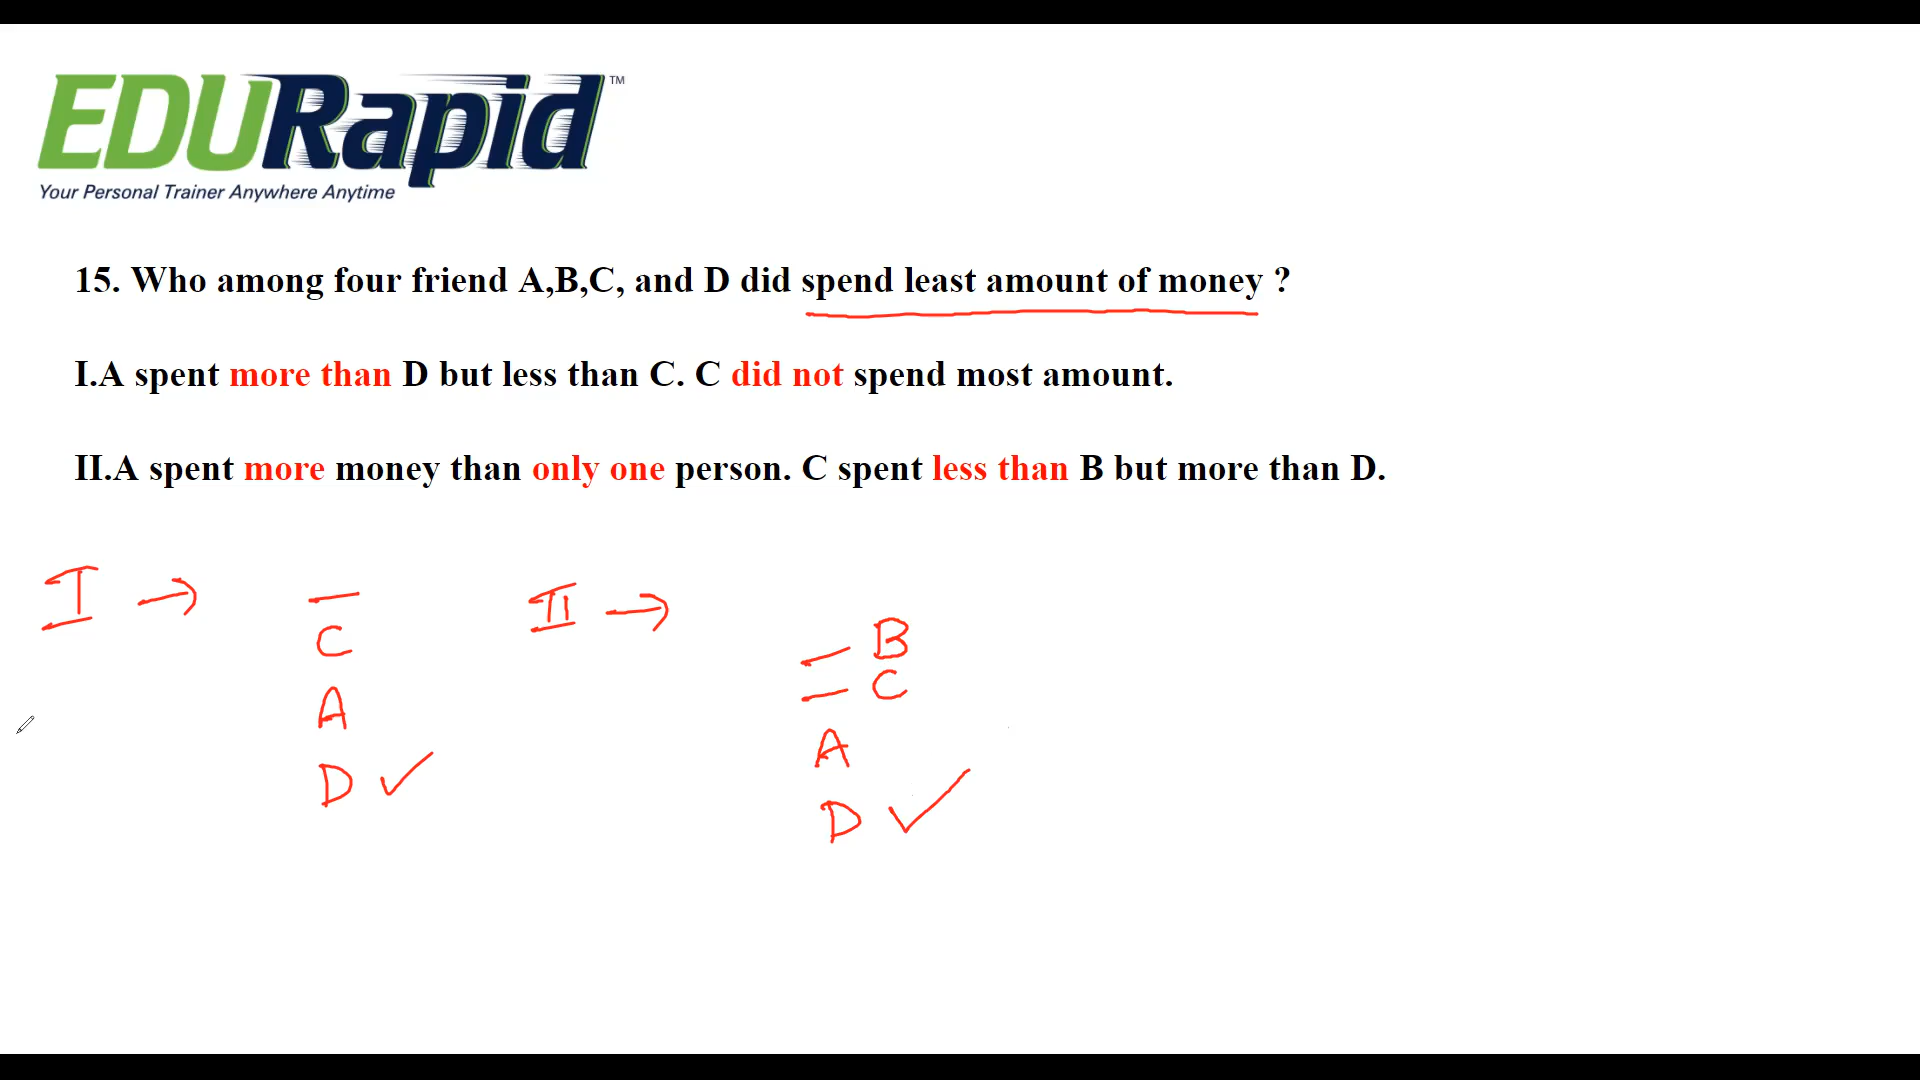 EDURapid™
Your Personal Trainer Anywhere Anytime
15. Who among four friend A,B,C, and D did spend least amount of money ?
I.A spent more than D but less than C. C did not spend most amount.
II.A spent more money than only one person. C spent less than B but more than D.
I → —
C
A
D ✓
II →
— B
— C
A
D ✓